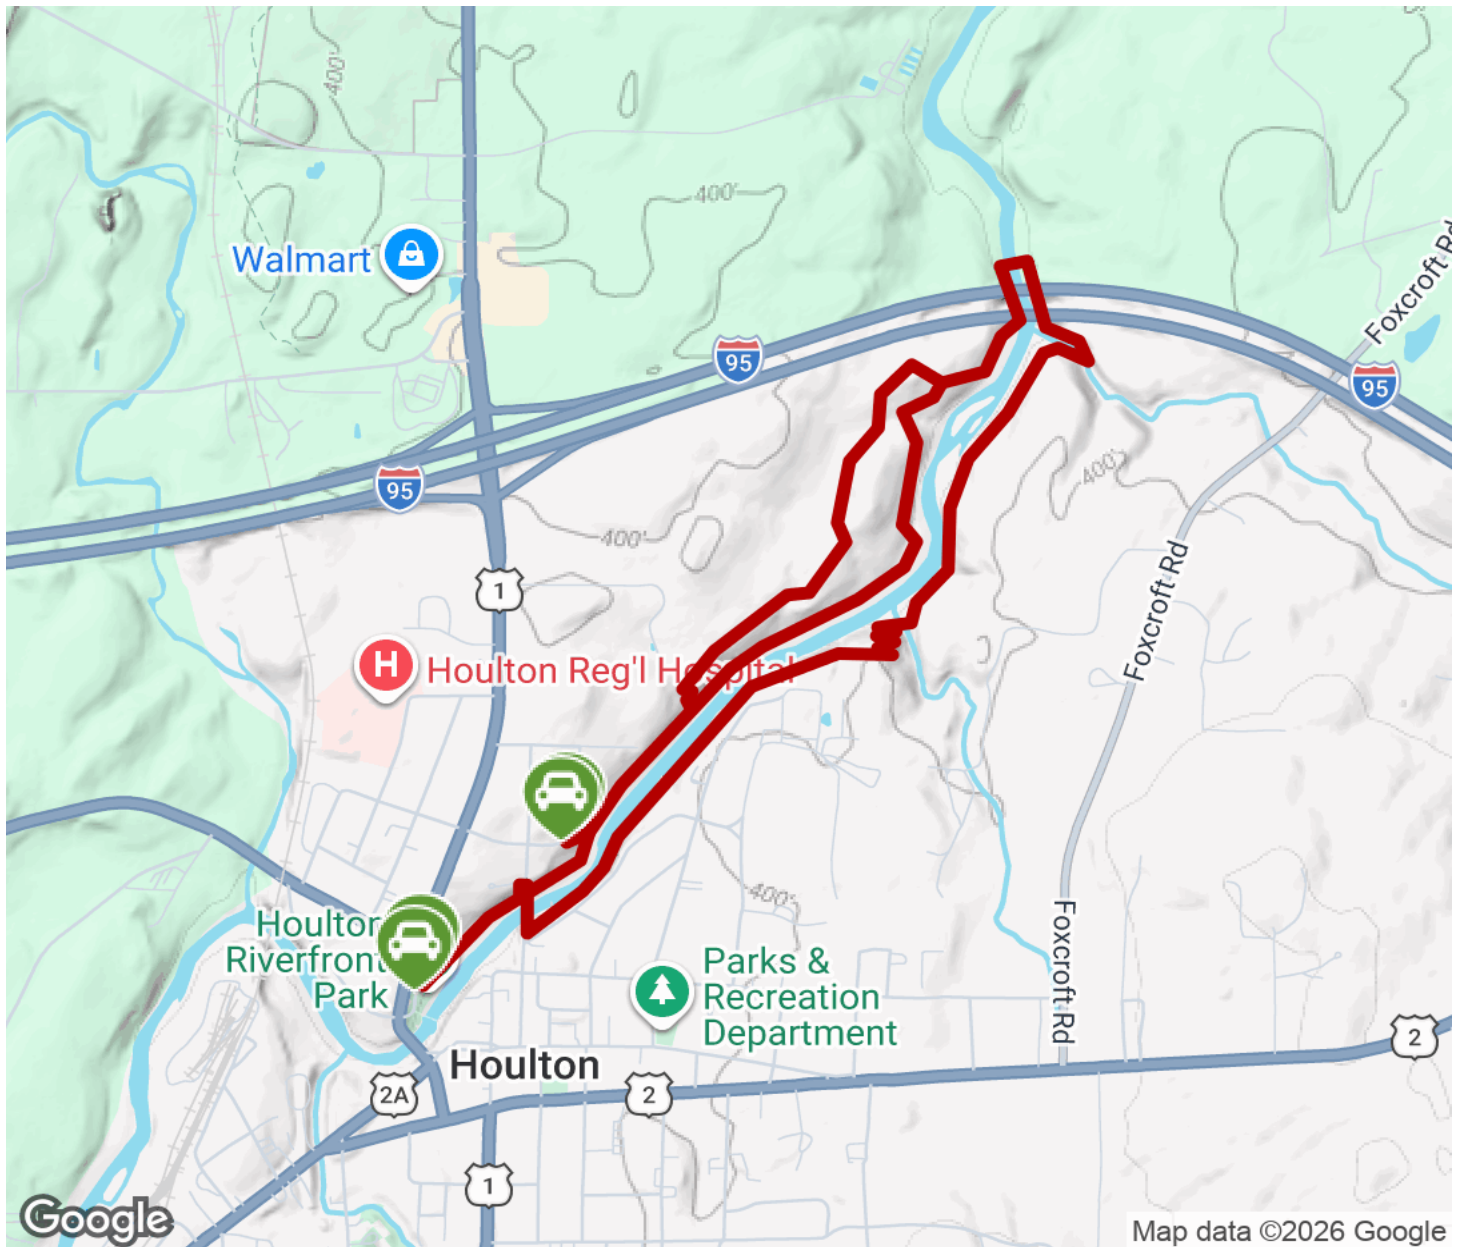 400'
400'
Walmart
Foxcroft Rd
95
95
95
400'
400'
1
Foxcroft Rd
H
Houlton Reg'l Hospital
400'
Houlton
Riverfront
Park
Parks &
Recreation
Department
Foxcroft Rd
2
Houlton
2A
2
1
Google
Map data ©2026 Google